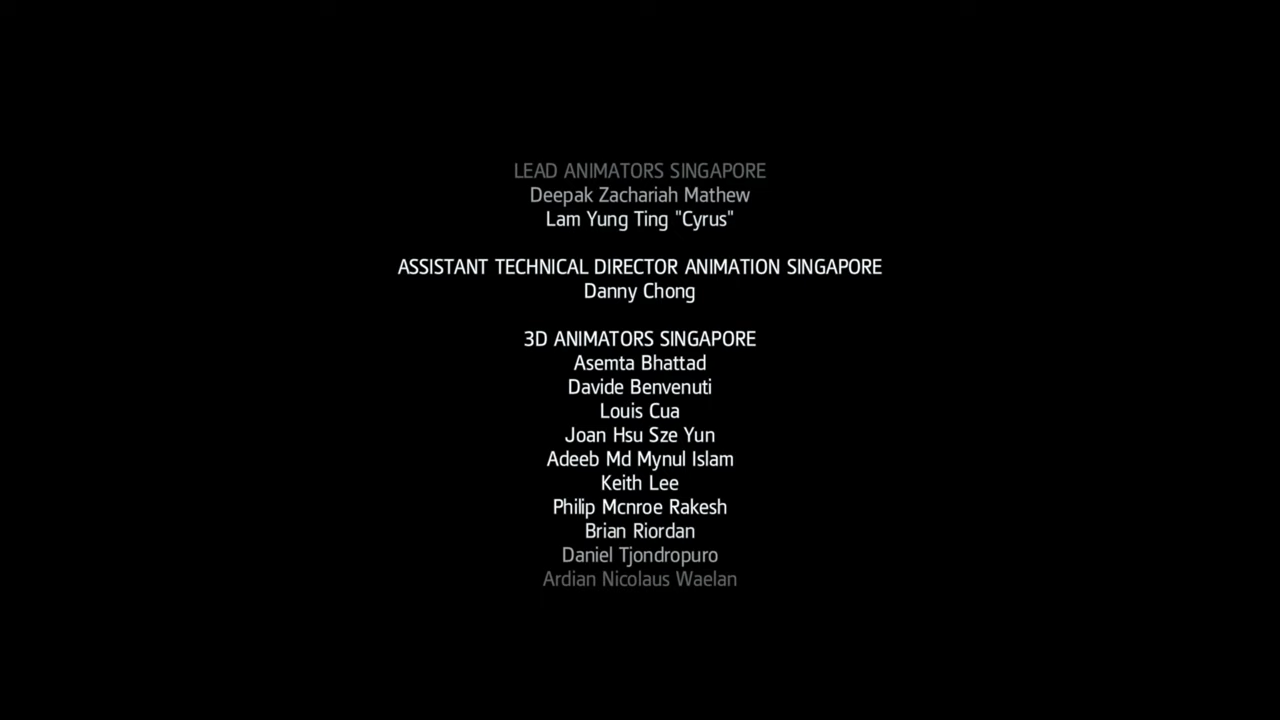 LEAD ANIMATORS SINGAPORE
Deepak Zachariah Mathew
Lam Yung Ting "Cyrus"
ASSISTANT TECHNICAL DIRECTOR ANIMATION SINGAPORE
Danny Chong
3D ANIMATORS SINGAPORE
Asemta Bhattad
Davide Benvenuti
Louis Cua
Joan Hsu Sze Yun
Adeeb Md Mynul Islam
Keith Lee
Philip Mcnroe Rakesh
Brian Riordan
Daniel Tjondropuro
Ardian Nicolaus Waelan